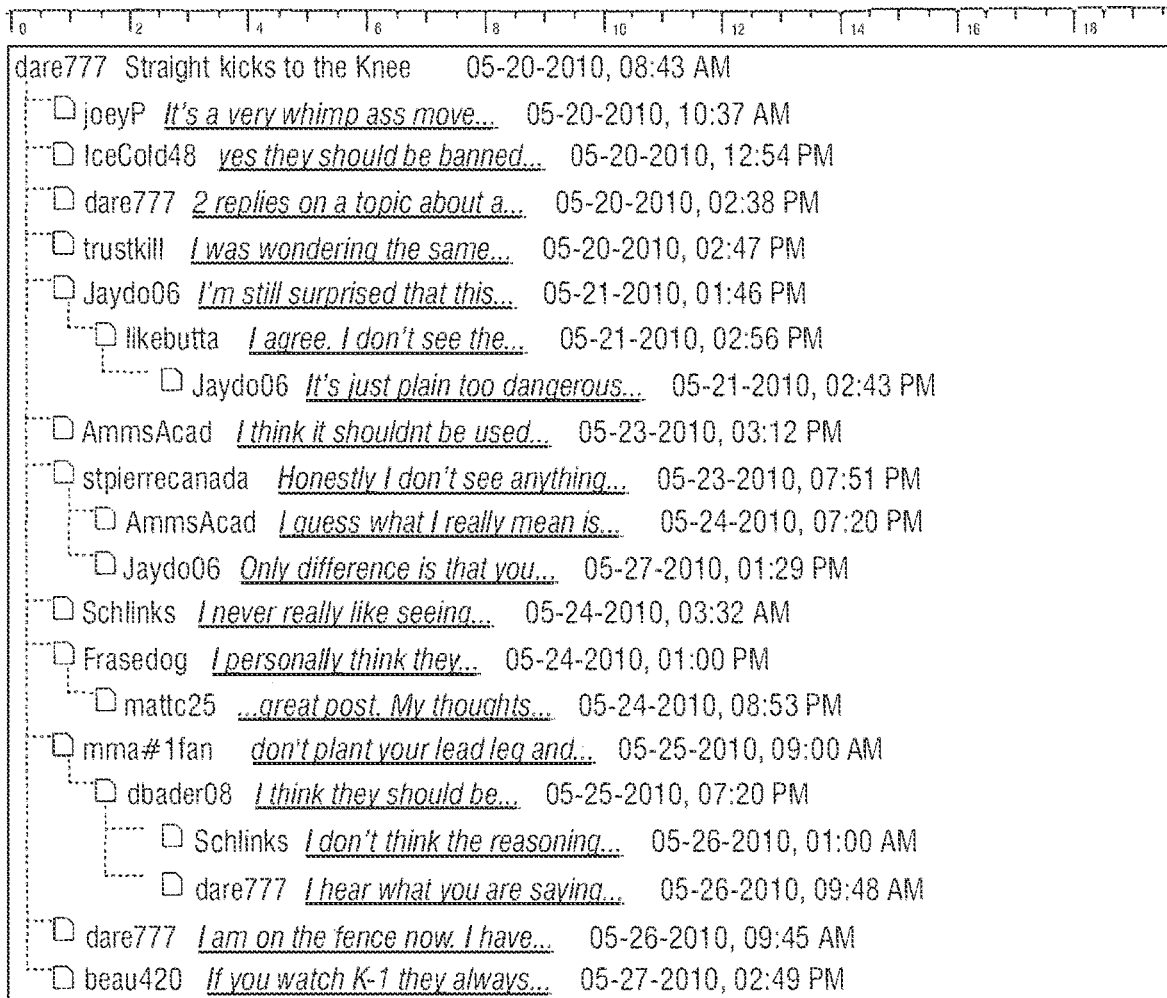 0 2 4 6 8 10 12 14 16 18
dare777 Straight kicks to the Knee 05-20-2010, 08:43 AM
joeyP It's a very whimp ass move... 05-20-2010, 10:37 AM
IceCold48 yes they should be banned... 05-20-2010, 12:54 PM
dare777 2 replies on a topic about a... 05-20-2010, 02:38 PM
trustkill I was wondering the same... 05-20-2010, 02:47 PM
Jaydo06 I'm still surprised that this... 05-21-2010, 01:46 PM
likebutta I agree. I don't see the... 05-21-2010, 02:56 PM
Jaydo06 It's just plain too dangerous... 05-21-2010, 02:43 PM
AmmsAcad I think it shouldnt be used... 05-23-2010, 03:12 PM
stpierrecanada Honestly I don't see anything... 05-23-2010, 07:51 PM
AmmsAcad I guess what I really mean is... 05-24-2010, 07:20 PM
Jaydo06 Only difference is that you... 05-27-2010, 01:29 PM
Schlinks I never really like seeing... 05-24-2010, 03:32 AM
Frasedog I personally think they... 05-24-2010, 01:00 PM
mattc25 ...great post. My thoughts... 05-24-2010, 08:53 PM
mma#1fan don't plant your lead leg and... 05-25-2010, 09:00 AM
dbader08 I think they should be... 05-25-2010, 07:20 PM
Schlinks I don't think the reasoning... 05-26-2010, 01:00 AM
dare777 I hear what you are saying... 05-26-2010, 09:48 AM
dare777 I am on the fence now. I have... 05-26-2010, 09:45 AM
beau420 If you watch K-1 they always... 05-27-2010, 02:49 PM